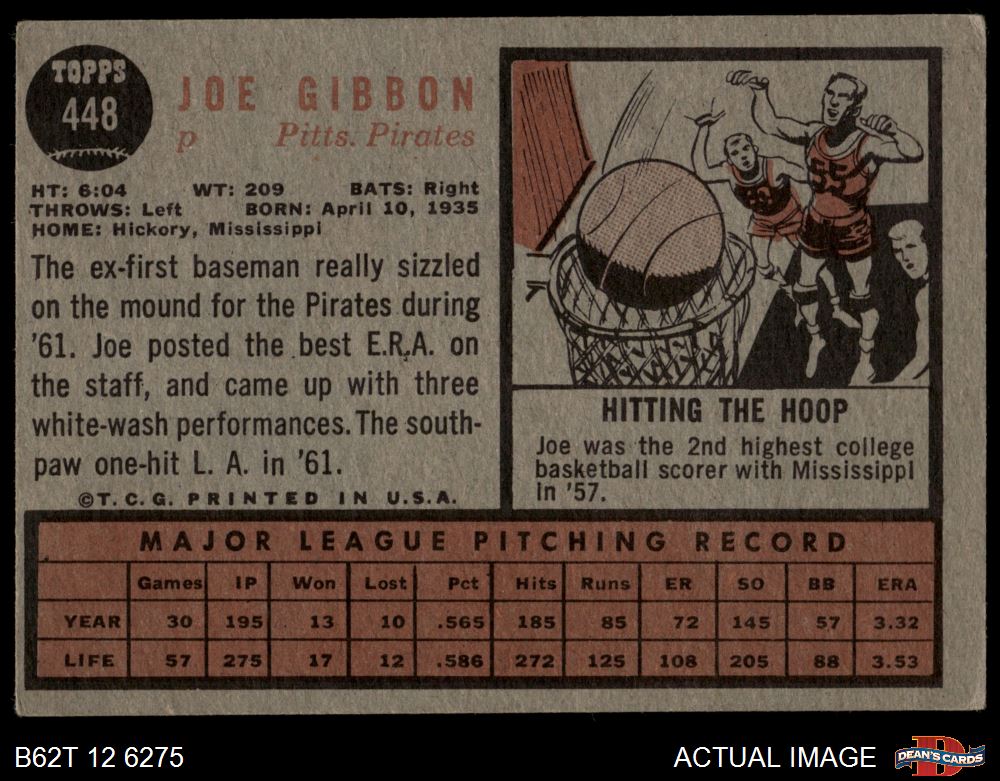 TOPPS
448
JOE GIBBON
p Pitts. Pirates
HT: 6:04 WT: 209 BATS: Right
THROWS: Left BORN: April 10, 1935
HOME: Hickory, Mississippi
The ex-first baseman really sizzled
on the mound for the Pirates during
'61. Joe posted the best E.R.A. on
the staff, and came up with three
white-wash performances. The south-
paw one-hit L. A. in '61.
©T. C. G. PRINTED IN U.S.A.
55
HITTING THE HOOP
Joe was the 2nd highest college
basketball scorer with Mississippi
in '57.
MAJOR LEAGUE PITCHING RECORD
Games IP Won Lost Pct Hits Runs ER SO BB ERA
YEAR 30 195 13 10 .565 185 85 72 145 57 3.32
LIFE 57 275 17 12 .586 272 125 108 205 88 3.53
B62T 12 6275 ACTUAL IMAGE
D
DEAN'S CARDS